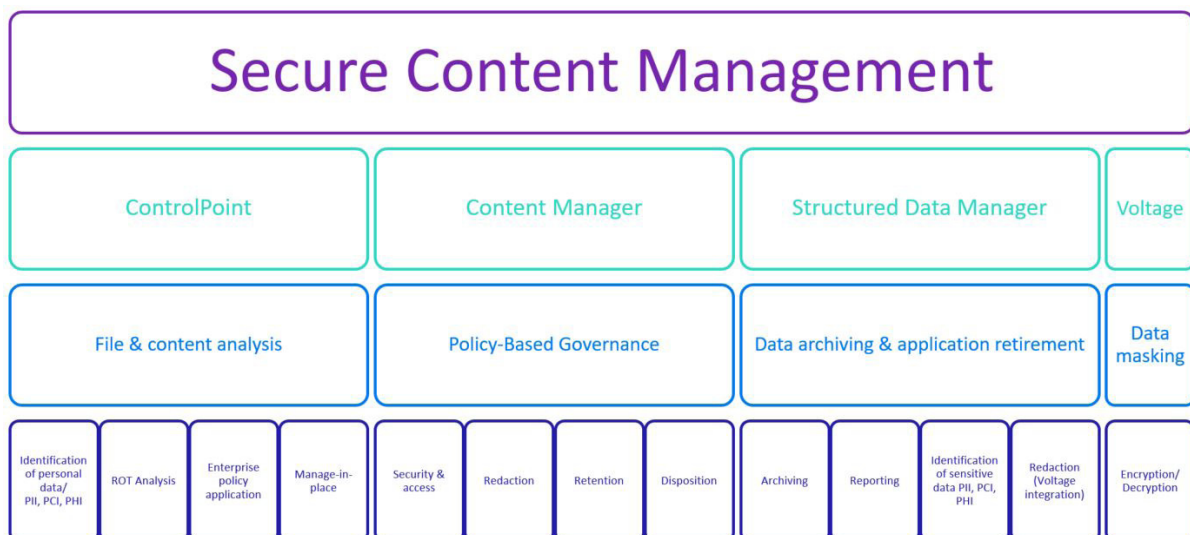 Secure Content Management
ControlPoint
Content Manager
Structured Data Manager
Voltage
File & content analysis
Policy-Based Governance
Data archiving & application retirement
Data
masking
Identification
of personal
data/
PII, PCI, PHI
ROT Analysis
Enterprise
policy
application
Manage-in-
place
Security &
access
Redaction
Retention
Disposition
Archiving
Reporting
Identification
of sensitive
data PII, PCI,
PHI
Redaction
(Voltage
integration)
Encryption/
Decryption